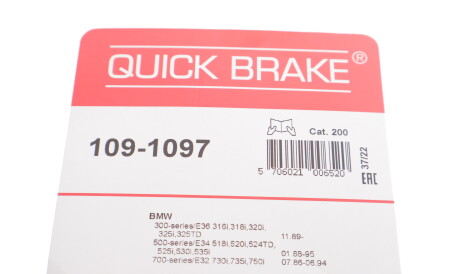 QUICK BRAKE®
109-1097
Cat. 200
5 706021 006520
37/22
EAC
BMW
300-series/E36 316i,318i,320i,
325i,325TD 11.89-
500-series/E34 518i,520i,524TD,
525i,530i,535i 01.88-95
700-series/E32 730i,735i,750i 07.86-08.94